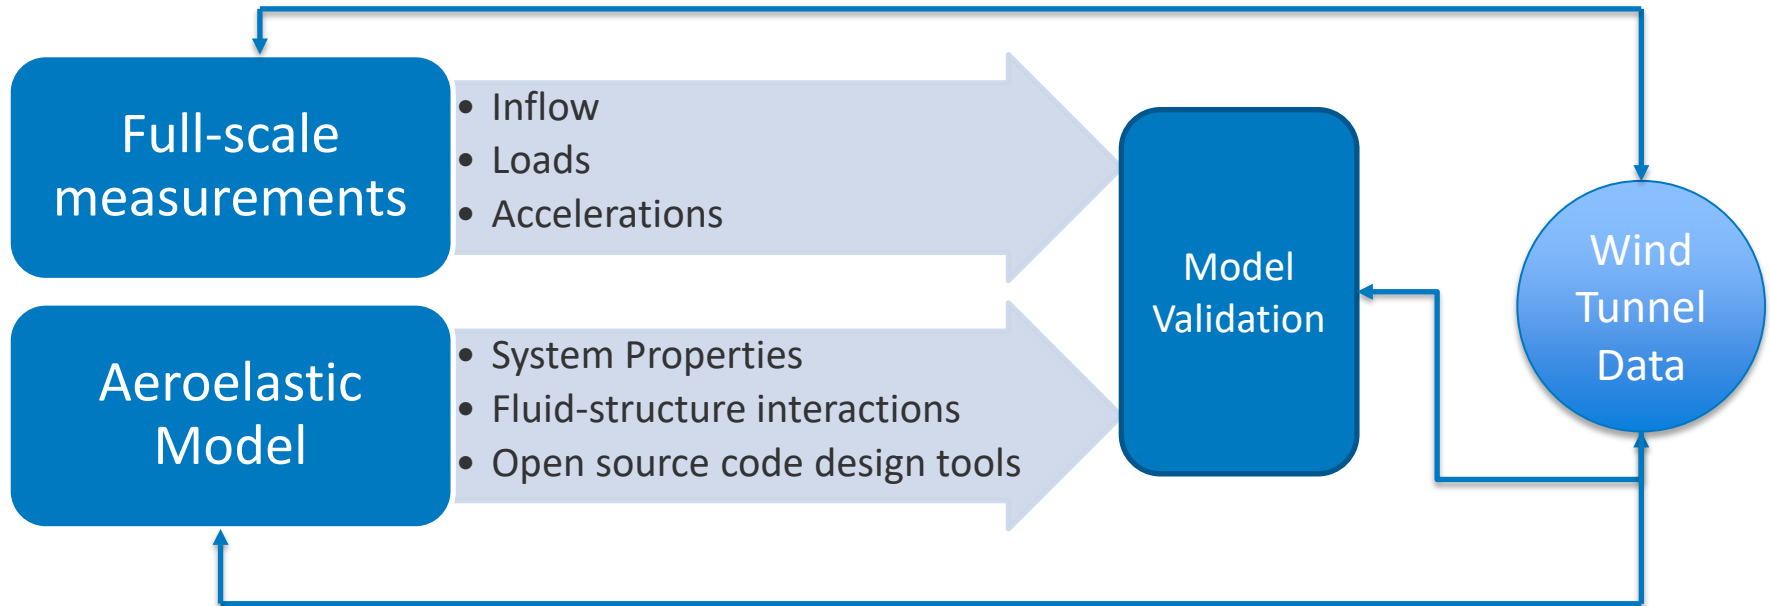 Full-scale
measurements
• Inflow
• Loads
• Accelerations
Aeroelastic
Model
• System Properties
• Fluid-structure interactions
• Open source code design tools
Model
Validation
Wind
Tunnel
Data